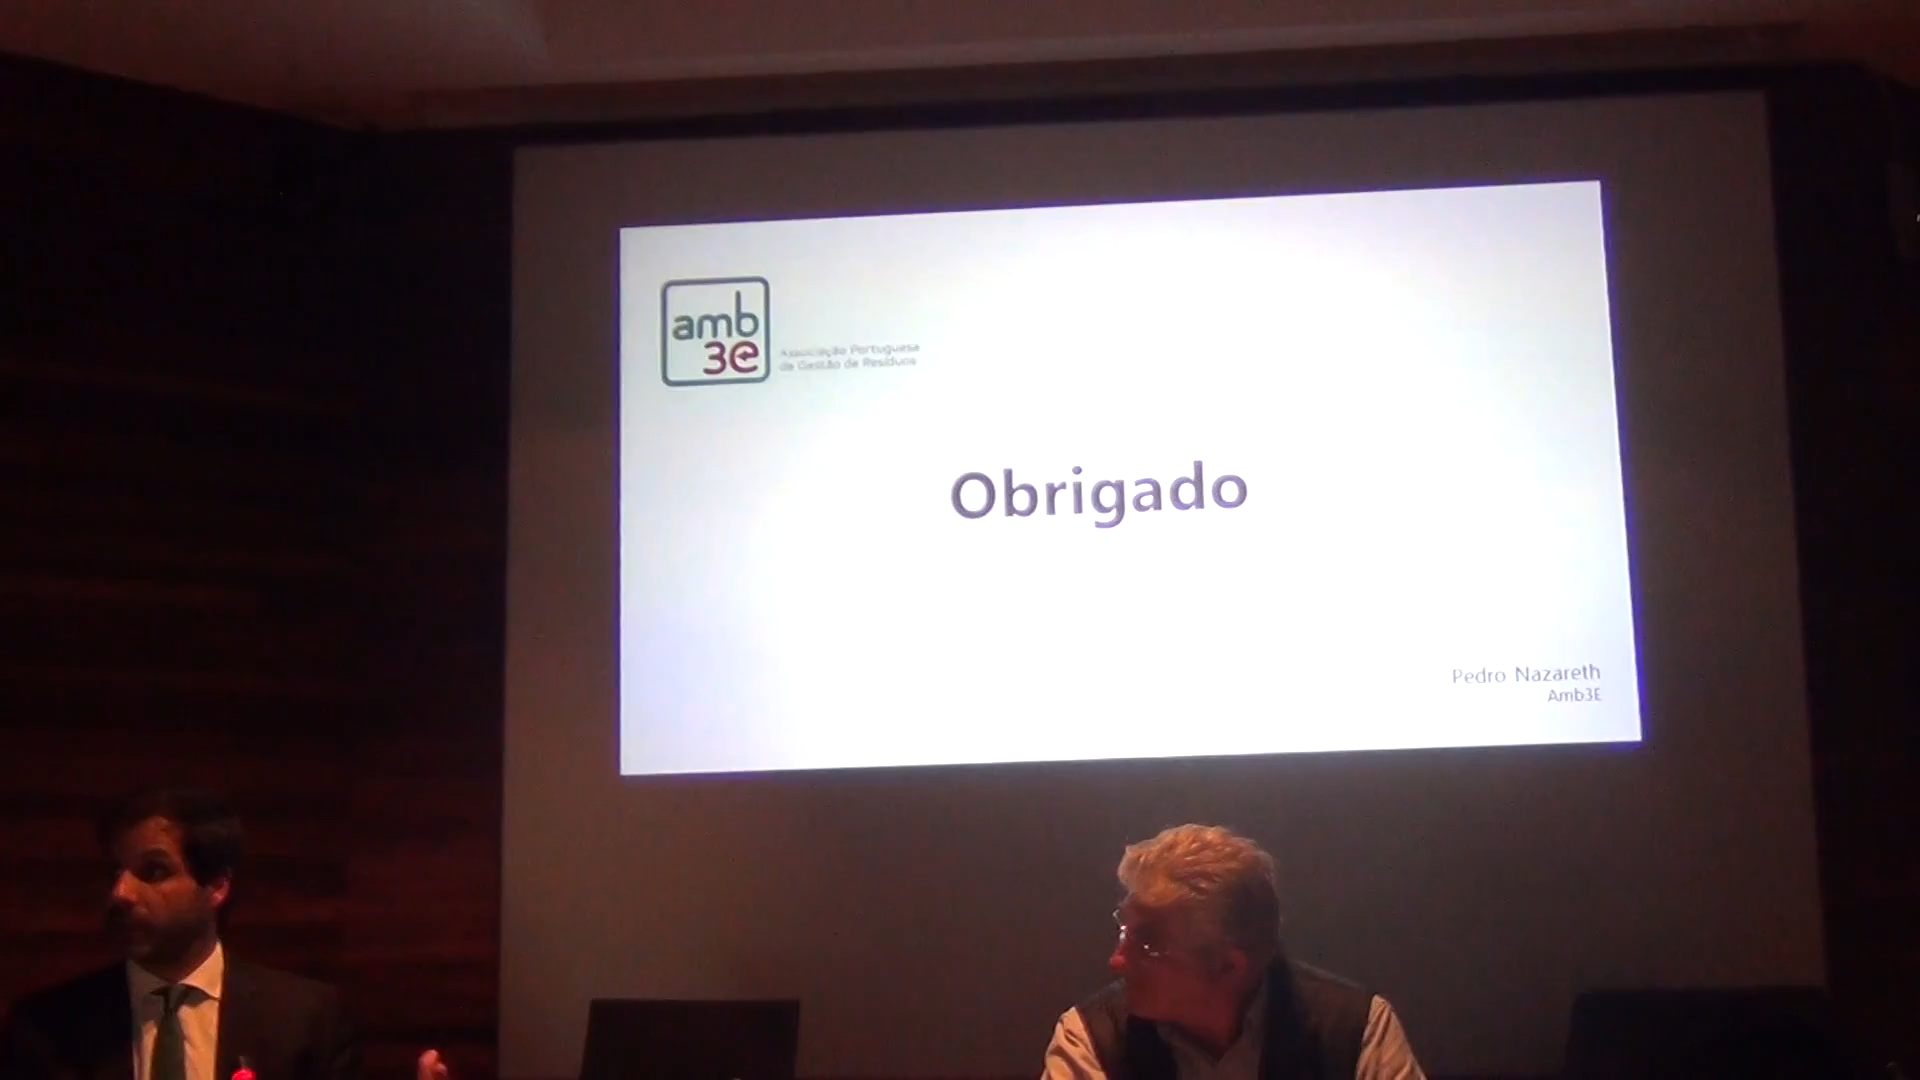 amb
3e
Associação Portuguesa
de Gestão de Resíduos
Obrigado
Pedro Nazareth
Amb3E